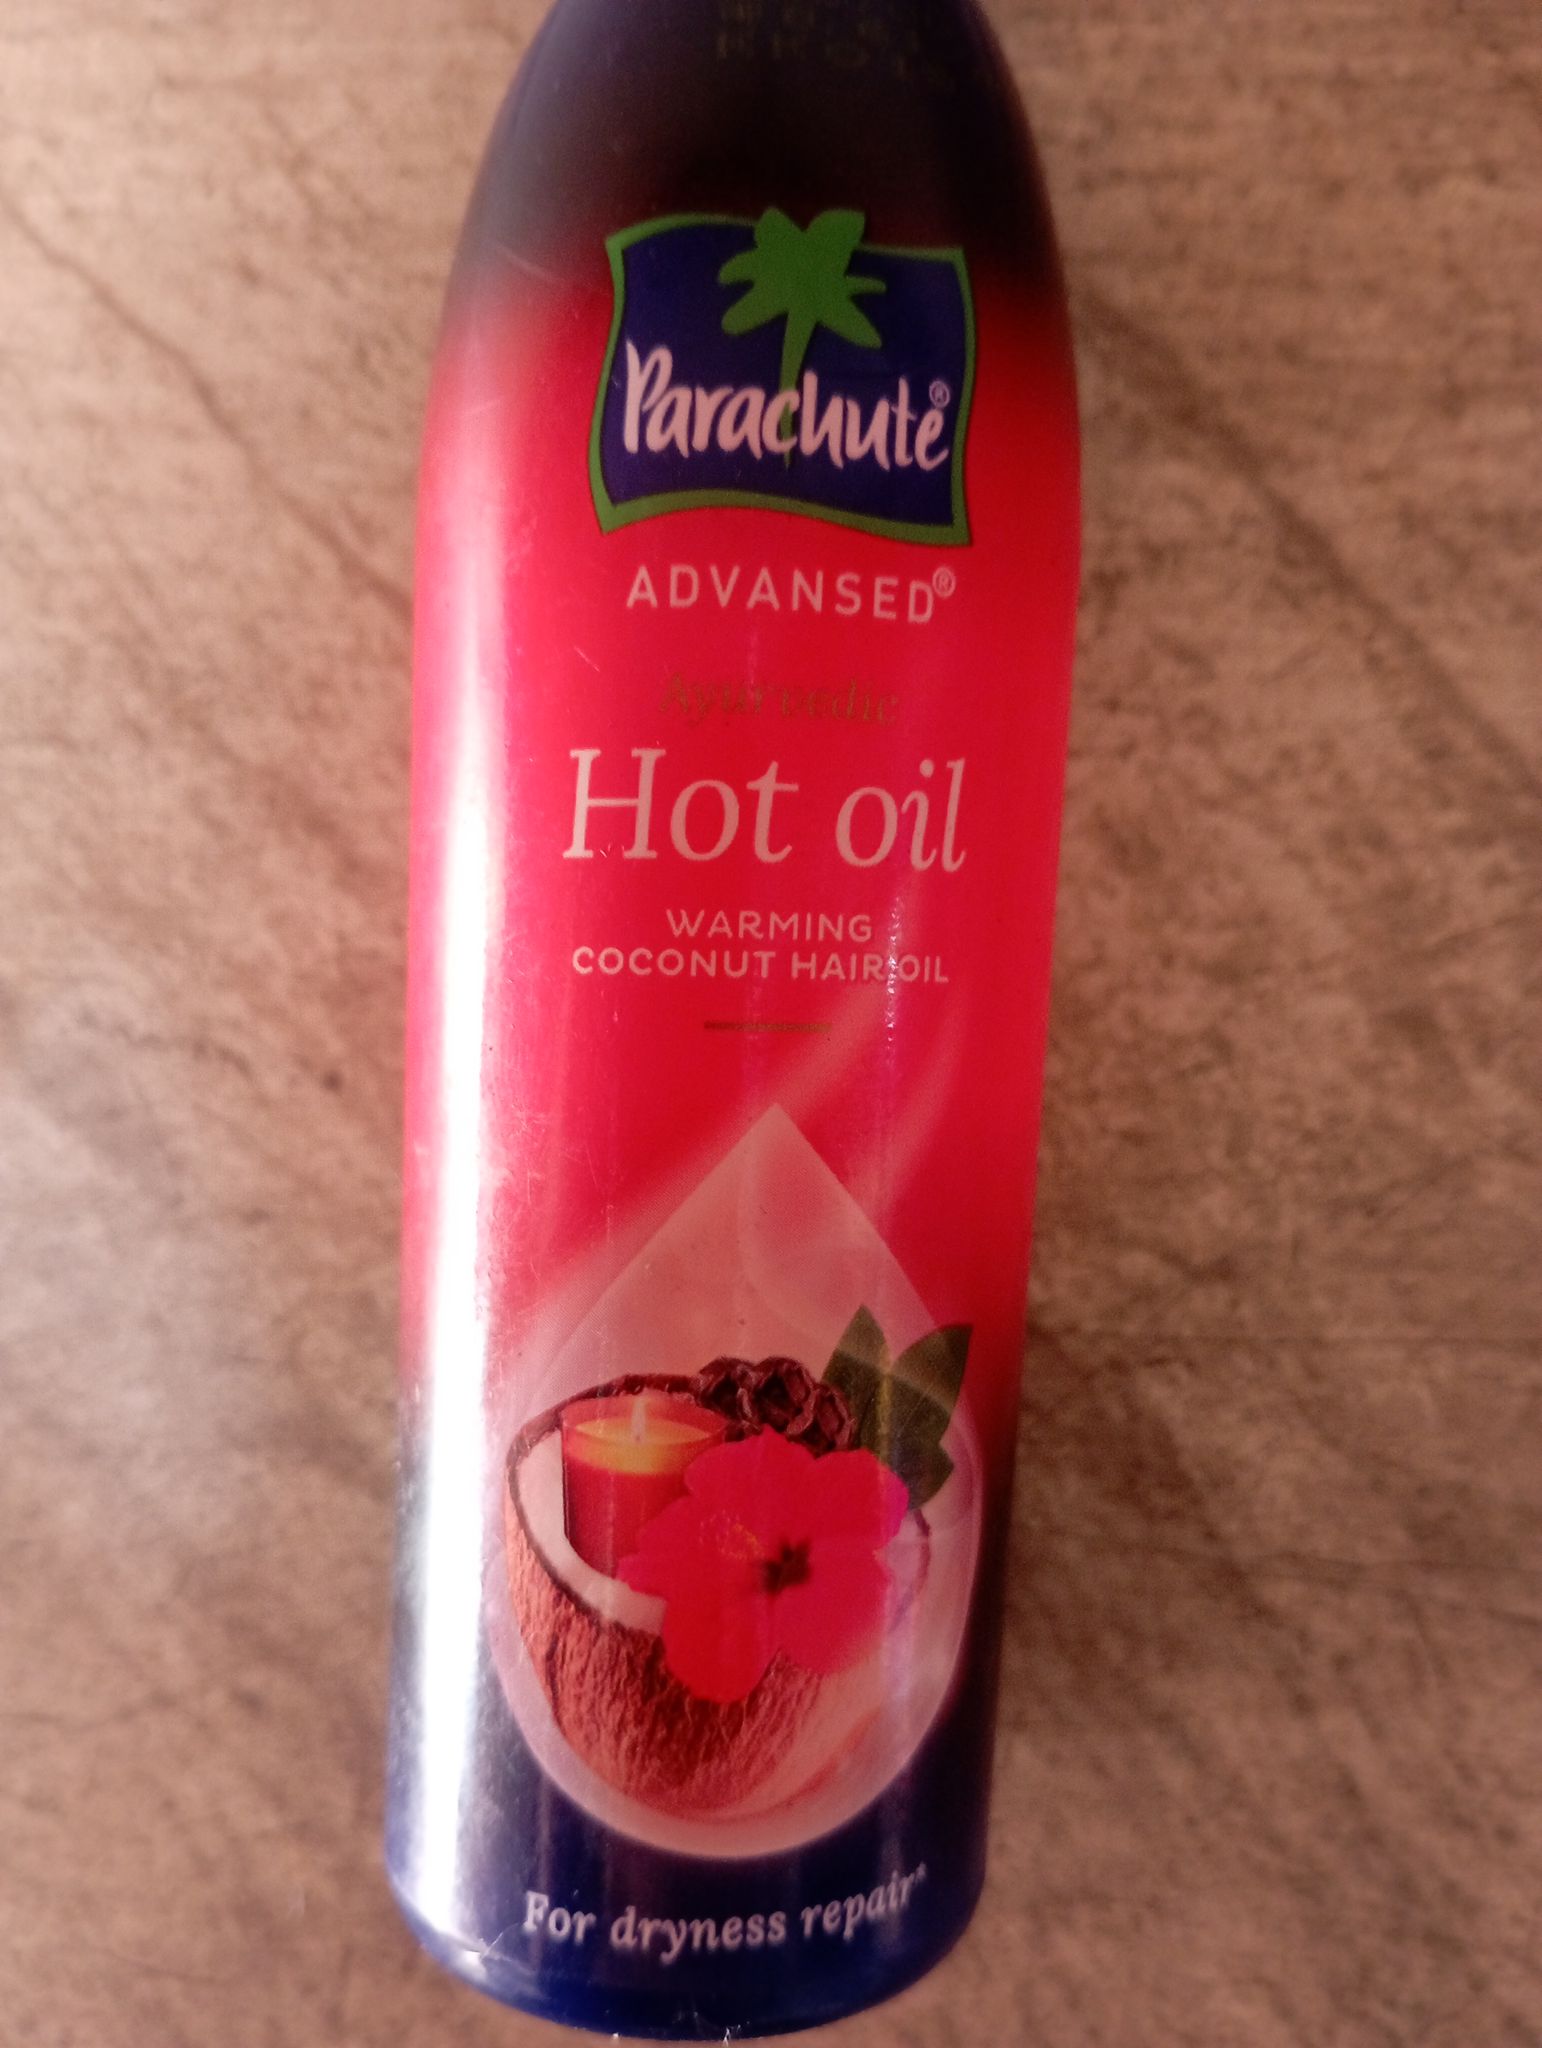 Parachute®
ADVANSED®
Ayurvedic
Hot oil
WARMING
COCONUT HAIR OIL
For dryness repair*